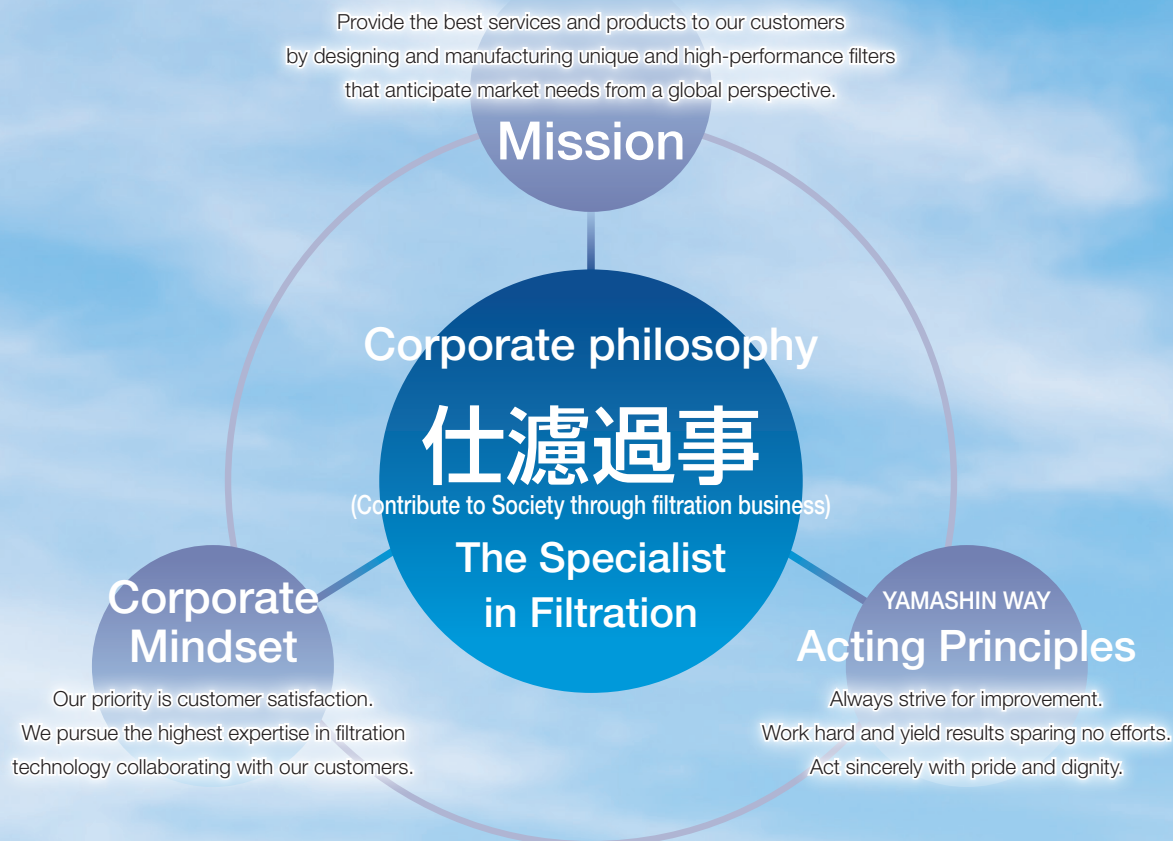 Provide the best services and products to our customers
by designing and manufacturing unique and high-performance filters
that anticipate market needs from a global perspective.
Mission
Corporate philosophy
仕濾過事
(Contribute to Society through filtration business)
The Specialist
in Filtration
Corporate
Mindset
Our priority is customer satisfaction.
We pursue the highest expertise in filtration
technology collaborating with our customers.
YAMASHIN WAY
Acting Principles
Always strive for improvement.
Work hard and yield results sparing no efforts.
Act sincerely with pride and dignity.